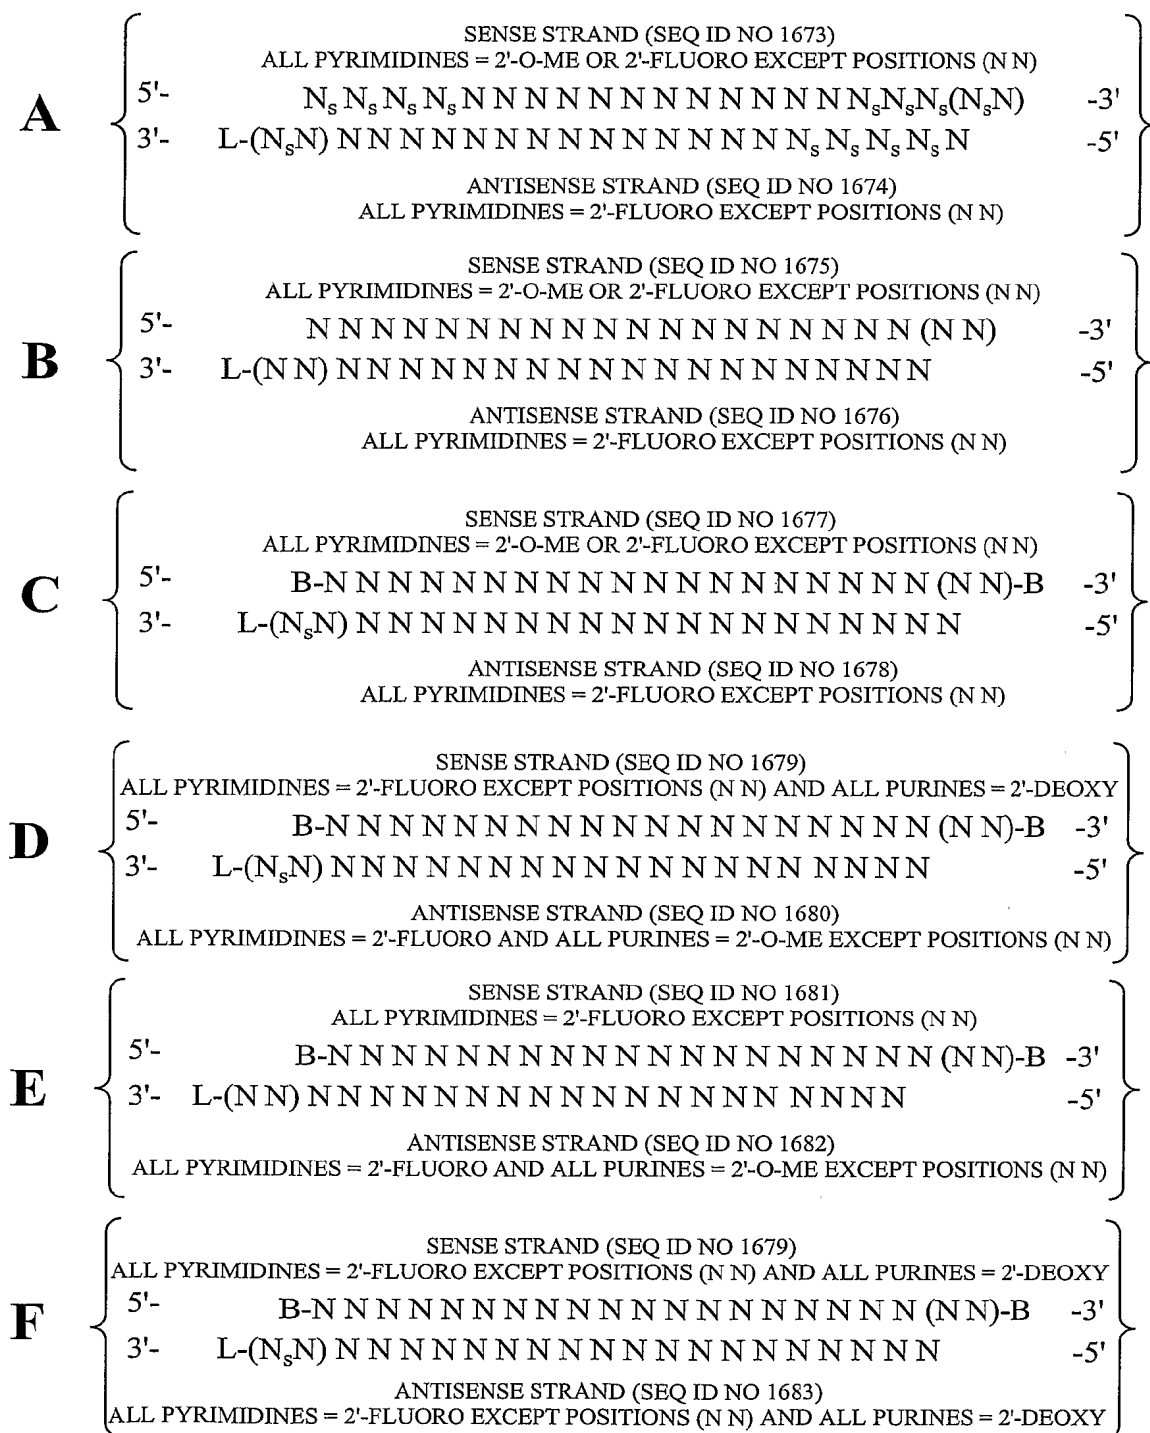 SENSE STRAND (SEQ ID NO 1673)
ALL PYRIMIDINES = 2'-O-ME OR 2'-FLUORO EXCEPT POSITIONS (N N)
A
5'- NₛNₛNₛNₛN N N N N N N N N N N N NₛNₛNₛ(NₛN) -3'
3'- L-(NₛN) N N N N N N N N N N N N N N NₛNₛNₛNₛN -5'
ANTISENSE STRAND (SEQ ID NO 1674)
ALL PYRIMIDINES = 2'-FLUORO EXCEPT POSITIONS (N N)
SENSE STRAND (SEQ ID NO 1675)
ALL PYRIMIDINES = 2'-O-ME OR 2'-FLUORO EXCEPT POSITIONS (N N)
B
5'- N N N N N N N N N N N N N N N N N N N (N N) -3'
3'- L-(N N) N N N N N N N N N N N N N N N N N N N -5'
ANTISENSE STRAND (SEQ ID NO 1676)
ALL PYRIMIDINES = 2'-FLUORO EXCEPT POSITIONS (N N)
SENSE STRAND (SEQ ID NO 1677)
ALL PYRIMIDINES = 2'-O-ME OR 2'-FLUORO EXCEPT POSITIONS (N N)
C
5'- B-N N N N N N N N N N N N N N N N N N N (N N)-B -3'
3'- L-(NₛN) N N N N N N N N N N N N N N N N N N N -5'
ANTISENSE STRAND (SEQ ID NO 1678)
ALL PYRIMIDINES = 2'-FLUORO EXCEPT POSITIONS (N N)
SENSE STRAND (SEQ ID NO 1679)
ALL PYRIMIDINES = 2'-FLUORO EXCEPT POSITIONS (N N) AND ALL PURINES = 2'-DEOXY
D
5'- B-N N N N N N N N N N N N N N N N N N N (N N)-B -3'
3'- L-(NₛN) N N N N N N N N N N N N N N N N N N N -5'
ANTISENSE STRAND (SEQ ID NO 1680)
ALL PYRIMIDINES = 2'-FLUORO AND ALL PURINES = 2'-O-ME EXCEPT POSITIONS (N N)
SENSE STRAND (SEQ ID NO 1681)
ALL PYRIMIDINES = 2'-FLUORO EXCEPT POSITIONS (N N)
E
5'- B-N N N N N N N N N N N N N N N N N N N (N N)-B -3'
3'- L-(N N) N N N N N N N N N N N N N N N N N N N -5'
ANTISENSE STRAND (SEQ ID NO 1682)
ALL PYRIMIDINES = 2'-FLUORO AND ALL PURINES = 2'-O-ME EXCEPT POSITIONS (N N)
SENSE STRAND (SEQ ID NO 1679)
ALL PYRIMIDINES = 2'-FLUORO EXCEPT POSITIONS (N N) AND ALL PURINES = 2'-DEOXY
F
5'- B-N N N N N N N N N N N N N N N N N N N (N N)-B -3'
3'- L-(NₛN) N N N N N N N N N N N N N N N N N N N -5'
ANTISENSE STRAND (SEQ ID NO 1683)
ALL PYRIMIDINES = 2'-FLUORO EXCEPT POSITIONS (N N) AND ALL PURINES = 2'-DEOXY